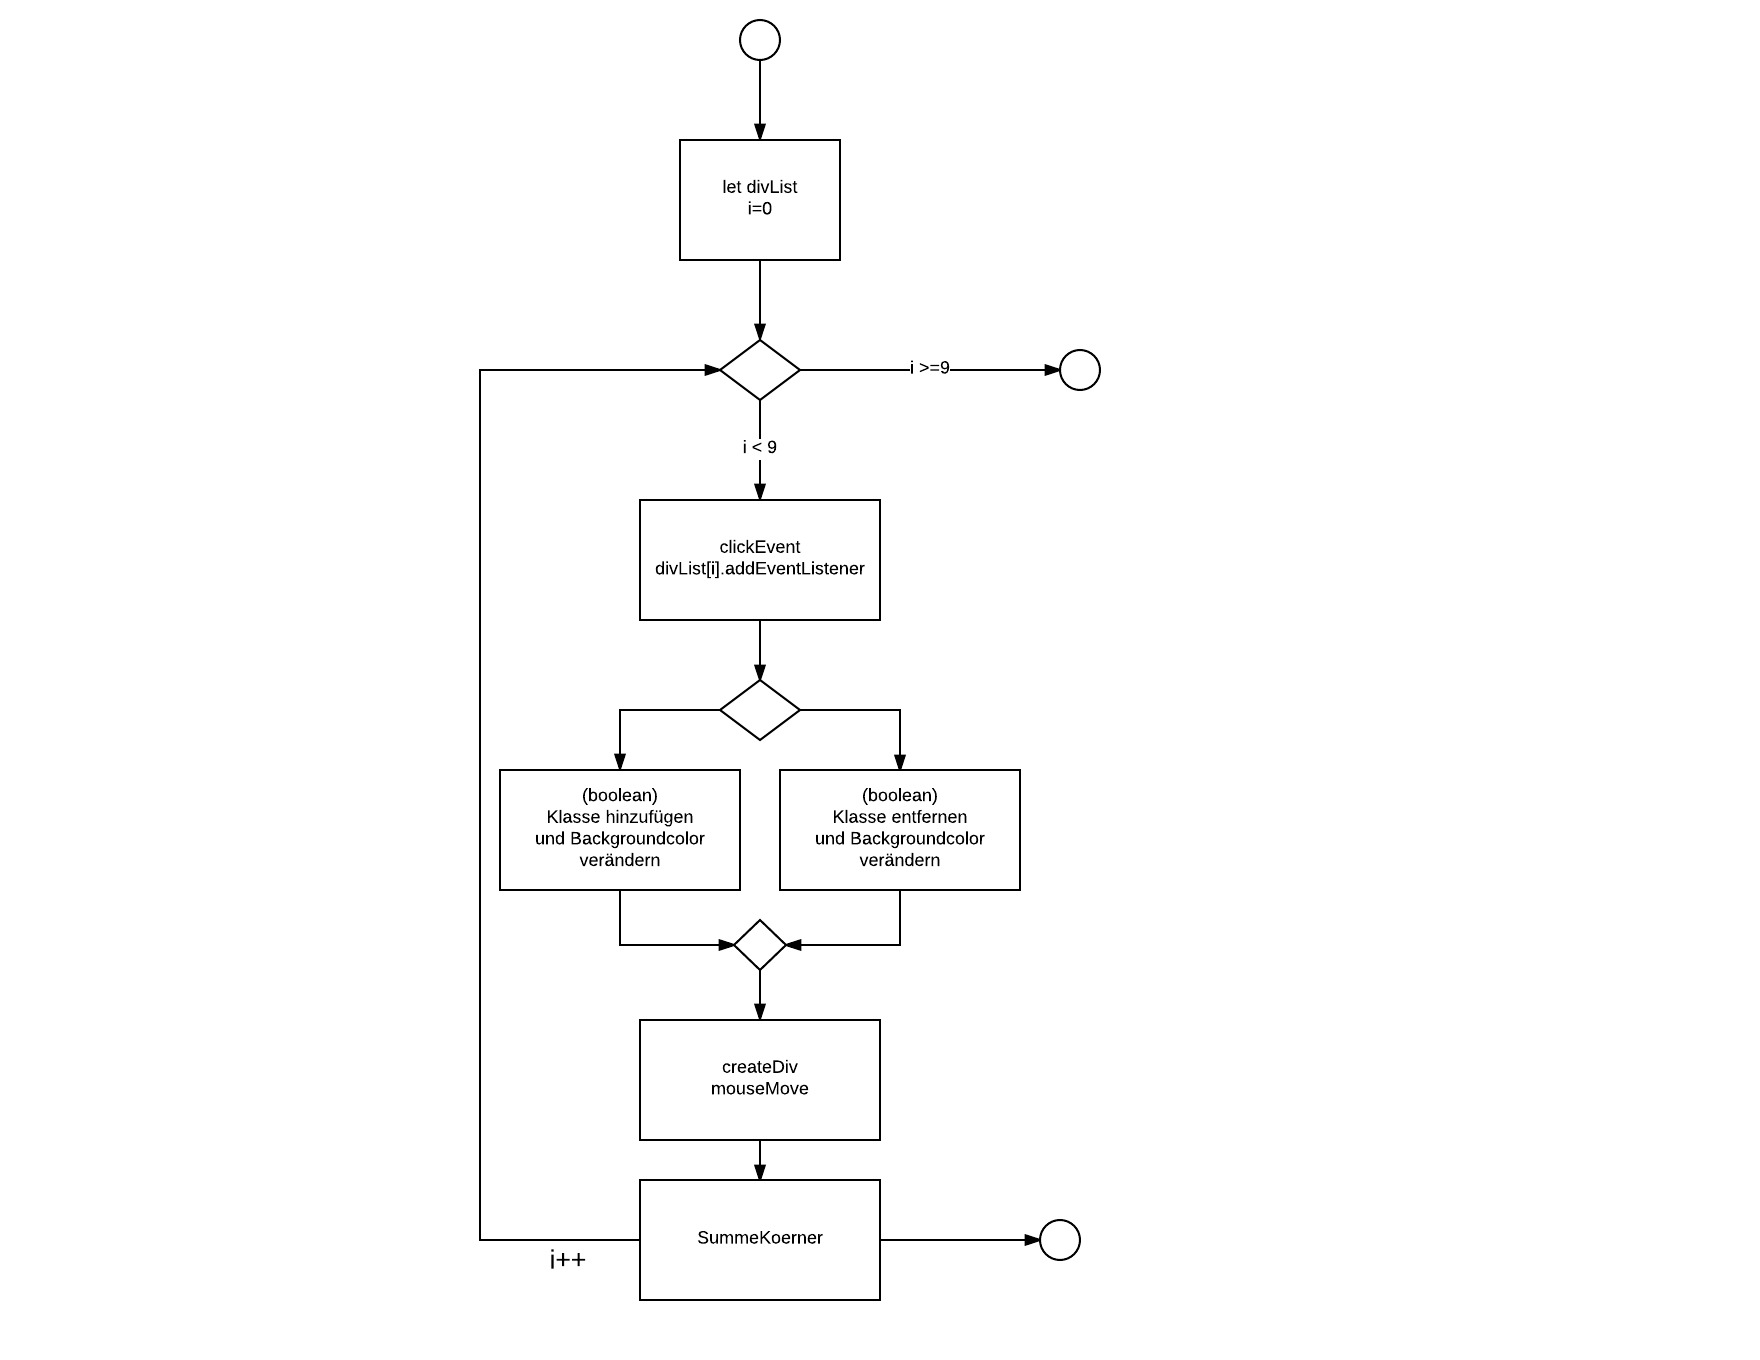 let divList
i=0
i >=9
i < 9
clickEvent
divList[i].addEventListener
(boolean)
Klasse hinzufügen
und Backgroundcolor
verändern
(boolean)
Klasse entfernen
und Backgroundcolor
verändern
createDiv
mouseMove
SummeKoerner
i++